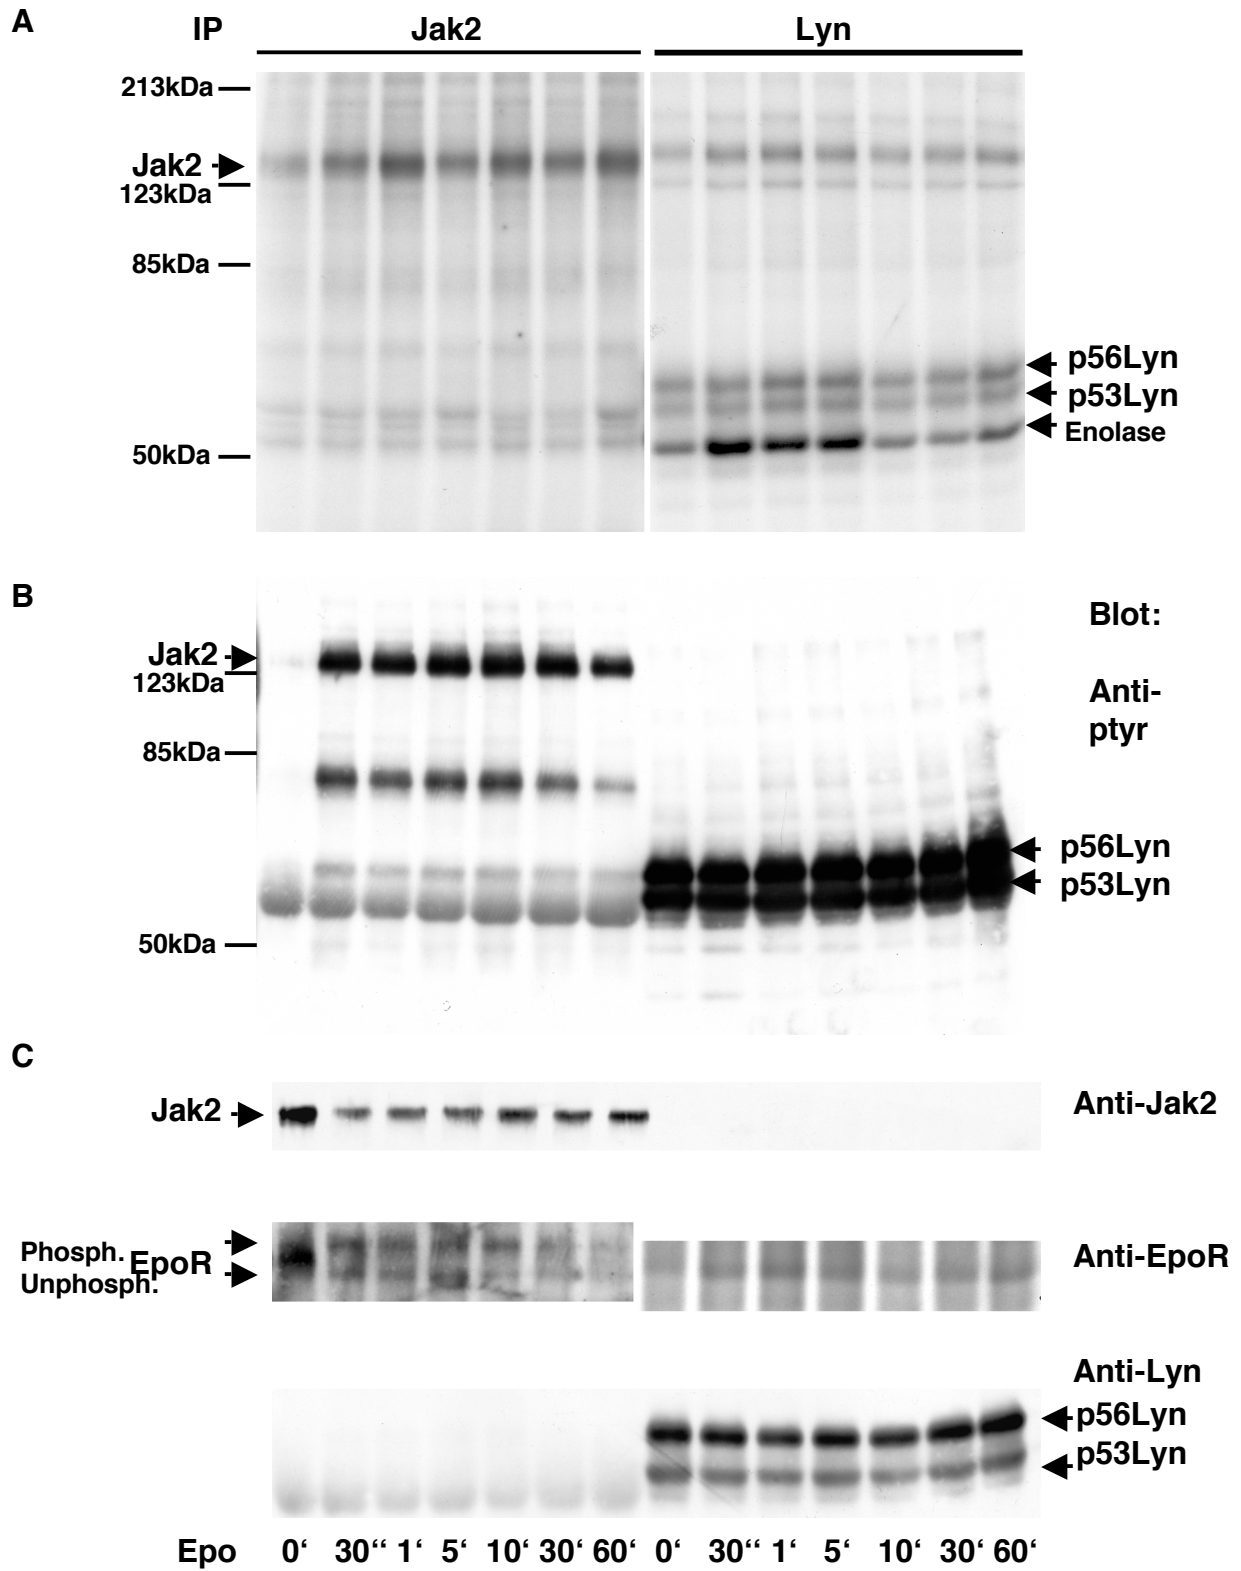 A
IP Jak2 Lyn
213kDa
Jak2
123kDa
85kDa
p56Lyn
p53Lyn
Enolase
50kDa
B
Blot:
Jak2
123kDa
Anti-
ptyr
85kDa
p56Lyn
p53Lyn
50kDa
C
Jak2 Anti-Jak2
Phosph. EpoR Anti-EpoR
Unphosph.
Anti-Lyn
p56Lyn
p53Lyn
Epo 0‘ 30‘‘ 1‘ 5‘ 10‘ 30‘ 60‘ 0‘ 30‘‘ 1‘ 5‘ 10‘ 30‘ 60‘